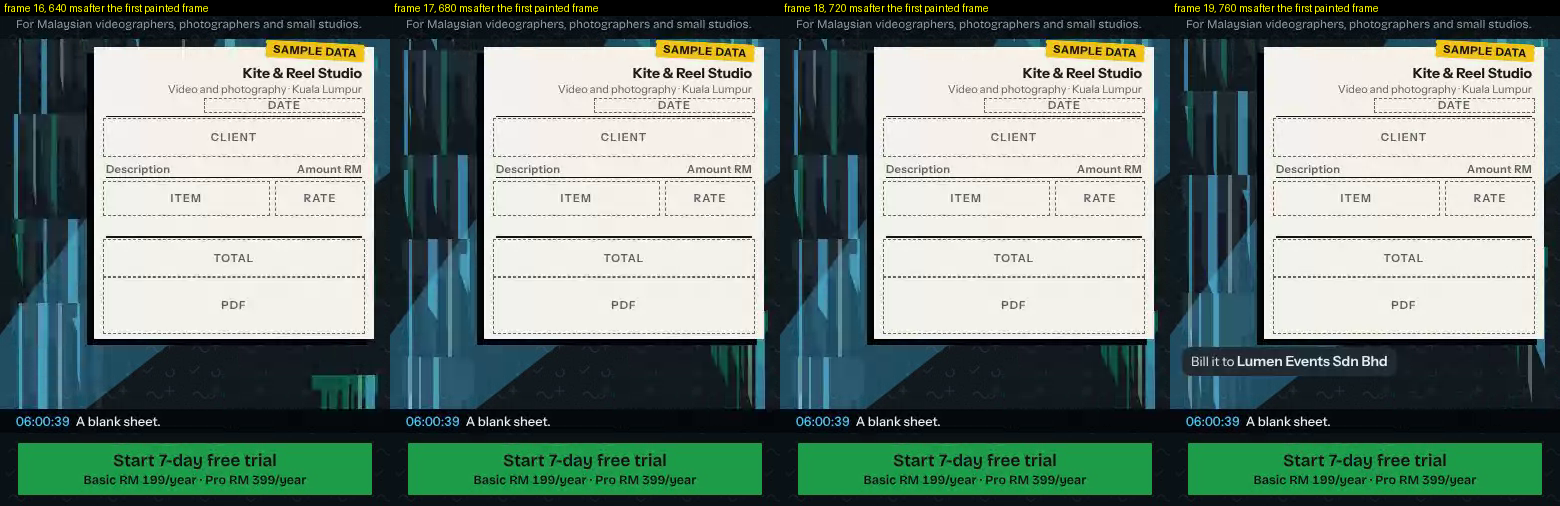 frame 16, 640 ms after the first painted frame
For Malaysian videographers, photographers and small studios.
SAMPLE DATA
Kite & Reel Studio
Video and photography · Kuala Lumpur
DATE
CLIENT
Description Amount RM
ITEM RATE
TOTAL
PDF
06:00:39 A blank sheet.
Start 7-day free trial
Basic RM 199/year · Pro RM 399/year
frame 17, 680 ms after the first painted frame
For Malaysian videographers, photographers and small studios.
SAMPLE DATA
Kite & Reel Studio
Video and photography · Kuala Lumpur
DATE
CLIENT
Description Amount RM
ITEM RATE
TOTAL
PDF
06:00:39 A blank sheet.
Start 7-day free trial
Basic RM 199/year · Pro RM 399/year
frame 18, 720 ms after the first painted frame
For Malaysian videographers, photographers and small studios.
SAMPLE DATA
Kite & Reel Studio
Video and photography · Kuala Lumpur
DATE
CLIENT
Description Amount RM
ITEM RATE
TOTAL
PDF
06:00:39 A blank sheet.
Start 7-day free trial
Basic RM 199/year · Pro RM 399/year
frame 19, 760 ms after the first painted frame
For Malaysian videographers, photographers and small studios.
SAMPLE DATA
Kite & Reel Studio
Video and photography · Kuala Lumpur
DATE
CLIENT
Description Amount RM
ITEM RATE
TOTAL
PDF
Bill it to Lumen Events Sdn Bhd
06:00:39 A blank sheet.
Start 7-day free trial
Basic RM 199/year · Pro RM 399/year